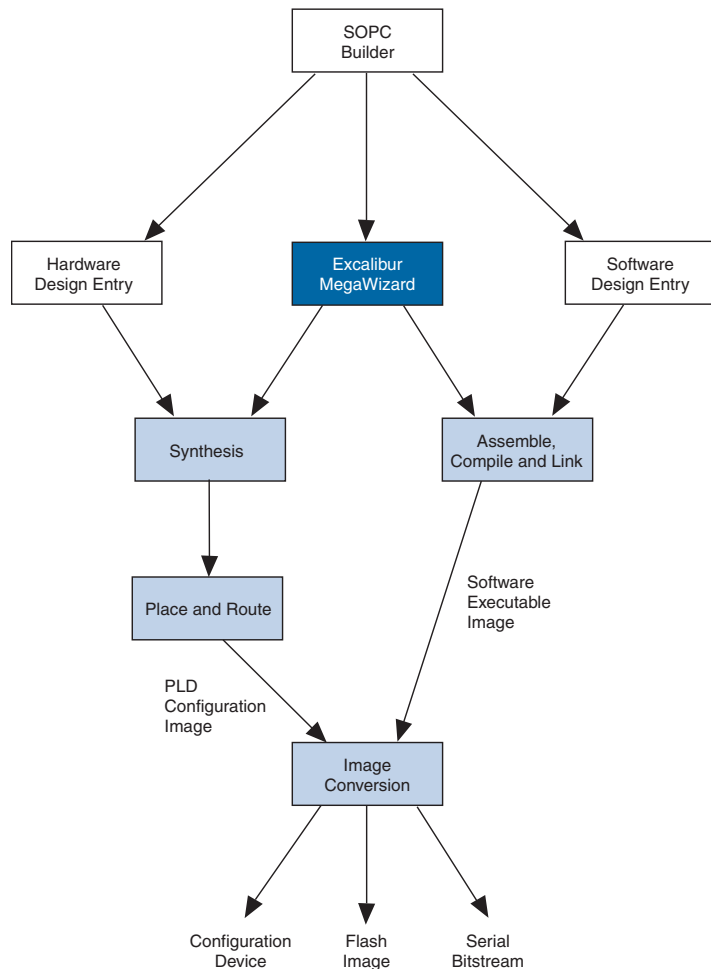 SOPC
Builder
Hardware
Design Entry
Excalibur
MegaWizard
Software
Design Entry
Synthesis
Assemble,
Compile and Link
Place and Route
Software
Executable
Image
PLD
Configuration
Image
Image
Conversion
Configuration
Device
Flash
Image
Serial
Bitstream